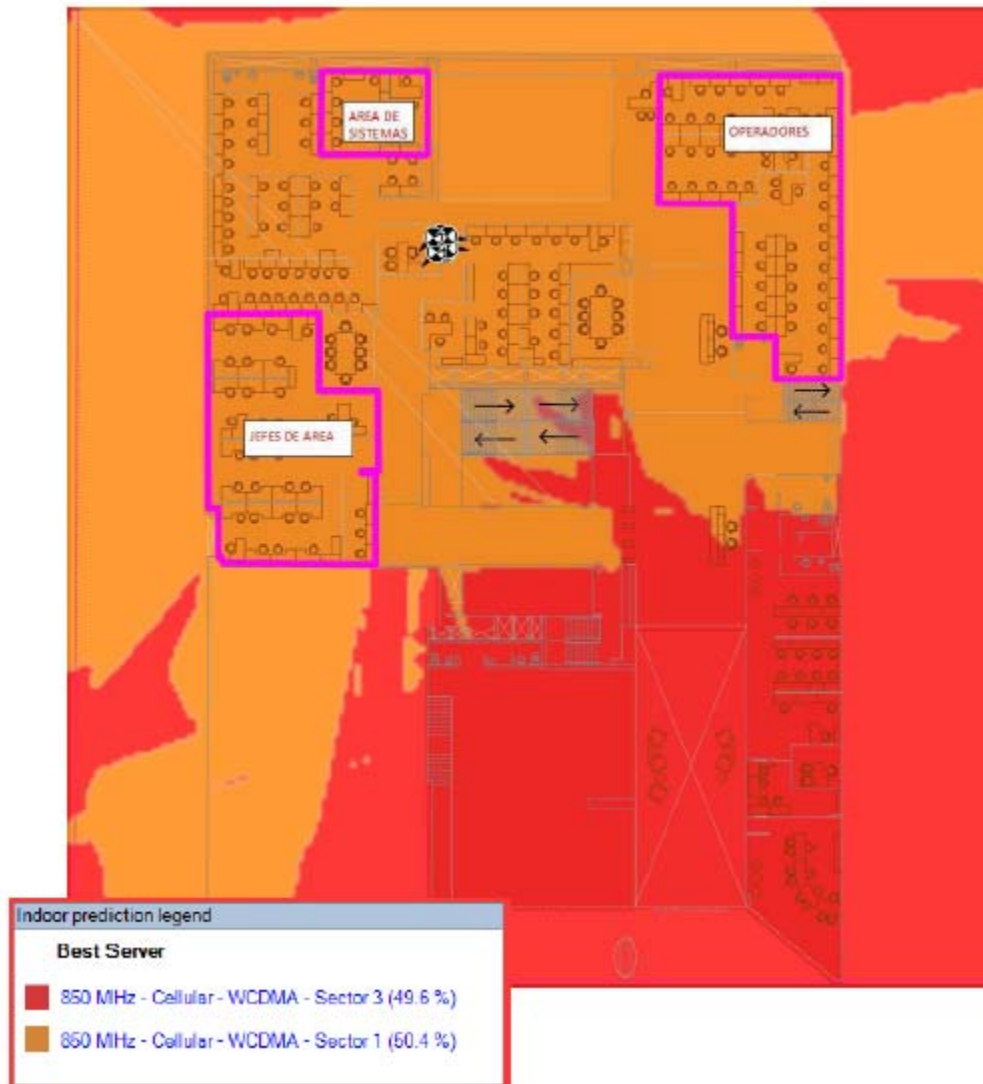 AREA DE
SISTEMAS
OPERADORES
JEFES DE ÁREA
Indoor prediction legend
Best Server
850 MHz - Cellular - WCDMA - Sector 3 (49.6 %)
850 MHz - Cellular - WCDMA - Sector 1 (50.4 %)